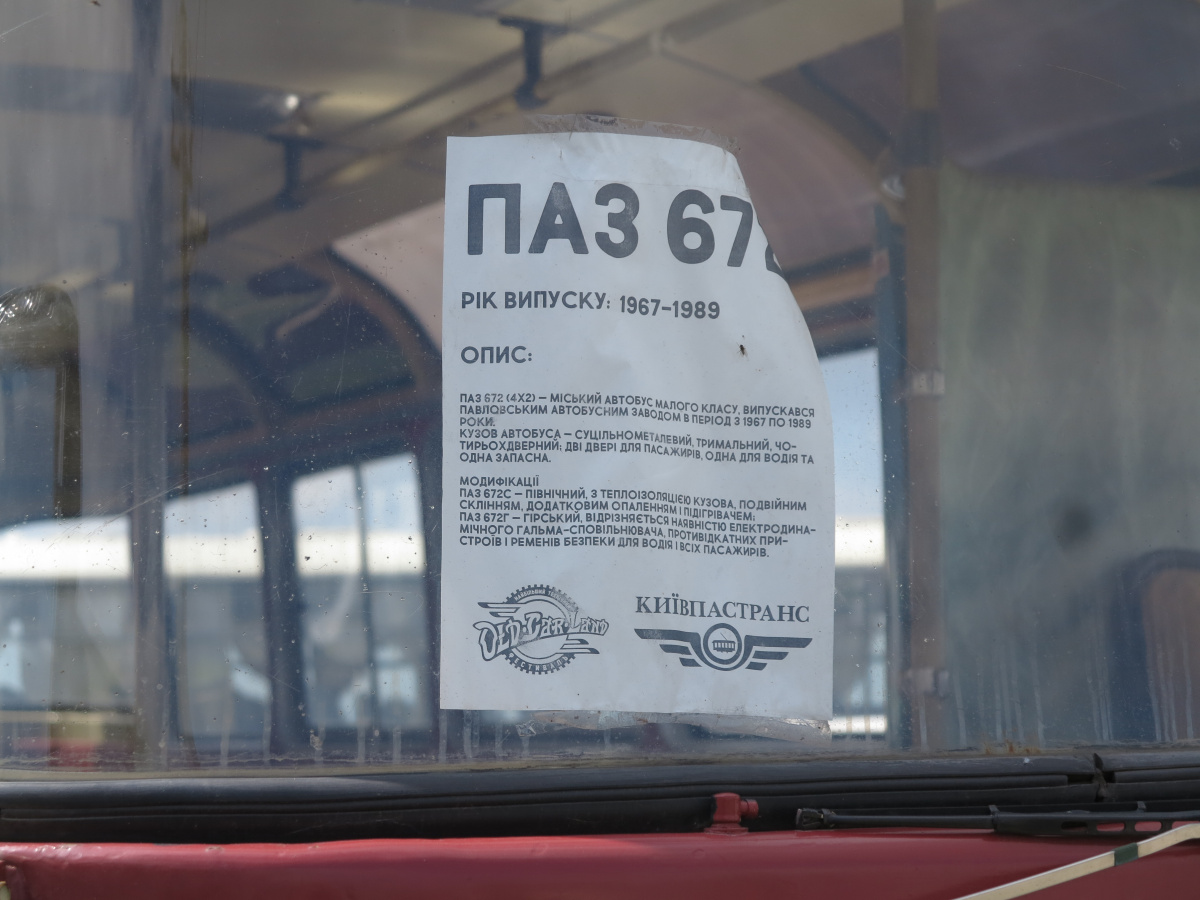 ПАЗ 672
РІК ВИПУСКУ: 1967–1989
ОПИС:
ПАЗ 672 (4Х2) – МІСЬКИЙ АВТОБУС МАЛОГО КЛАСУ, ВИПУСКАВСЯ
ПАВЛОВСЬКИМ АВТОБУСНИМ ЗАВОДОМ В ПЕРІОД З 1967 ПО 1989
РОКИ.
КУЗОВ АВТОБУСА – СУЦІЛЬНОМЕТАЛЕВИЙ, ТРИМАЛЬНИЙ, ЧО-
ТИРЬОХДВЕРНИЙ: ДВІ ДВЕРІ ДЛЯ ПАСАЖИРІВ, ОДНА ДЛЯ ВОДІЯ ТА
ОДНА ЗАПАСНА.
МОДИФІКАЦІЇ
ПАЗ 672С – ПІВНІЧНИЙ, З ТЕПЛОІЗОЛЯЦІЄЮ КУЗОВА, ПОДВІЙНИМ
СКЛІННЯМ, ДОДАТКОВИМ ОПАЛЕННЯМ І ПІДІГРІВАЧЕМ;
ПАЗ 672Г – ГІРСЬКИЙ, ВІДРІЗНЯЄТЬСЯ НАЯВНІСТЮ ЕЛЕКТРОДИНА-
МІЧНОГО ГАЛЬМА-СПОВІЛЬНЮВАЧА, ПРОТИВІДКАТНИХ ПРИ-
СТРОЇВ І РЕМЕНІВ БЕЗПЕКИ ДЛЯ ВОДІЯ І ВСІХ ПАСАЖИРІВ.
OLD CAR LAND
ФЕСТИВАЛЬ
КИЇВПАСТРАНС